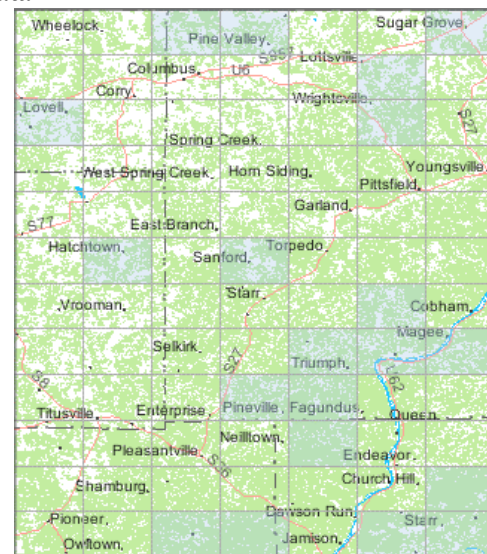 Wheelock.
Sugar Grove.
Pine Valley.
S957
Lottsville.
Columbus.
U6
Corry.
Wrightsville.
Lovell.
S27
Spring Creek.
West Spring Creek.
Horn Siding.
Youngsville.
Pittsfield.
Garland.
S77
East Branch.
Hatchtown.
Torpedo.
Sanford.
Starr.
Vrooman.
Cobham.
Magee.
Selkirk.
S27
Triumph.
S8
U62
Titusville.
Enterprise.
Pineville.
Fagundus.
Queen.
Neilltown.
Pleasantville.
S36
Endeavor.
Shamburg.
Church Hill.
Pioneer.
Dawson Run.
Starr.
Owltown.
Jamison.